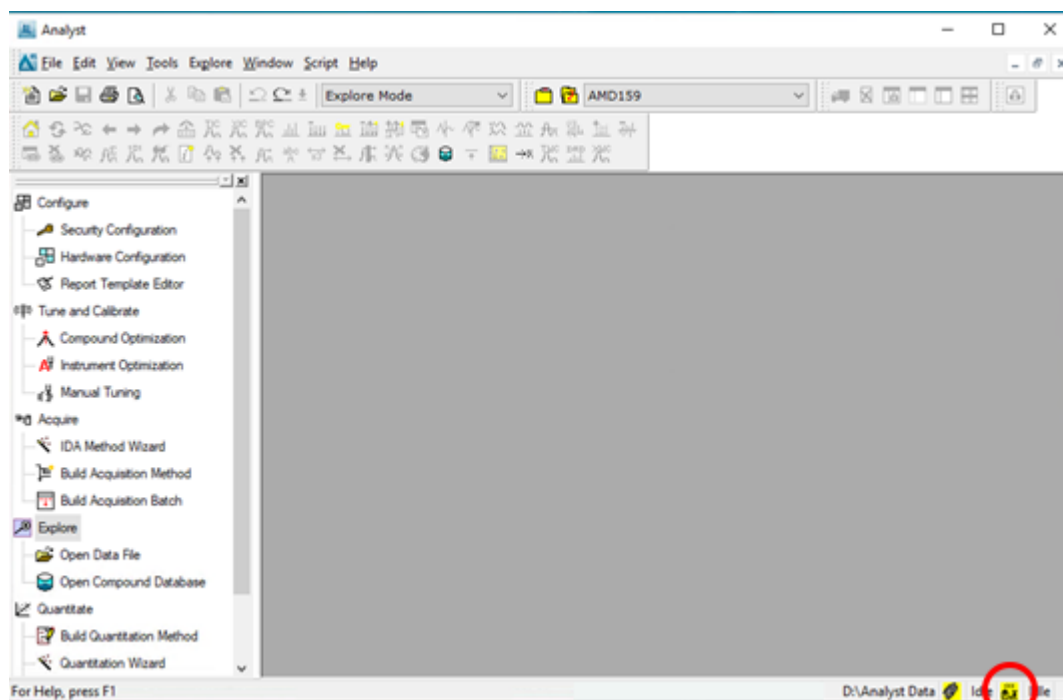 Analyst
File Edit View Tools Explore Window Script Help
Explore Mode
AMD159
Configure
Security Configuration
Hardware Configuration
Report Template Editor
Tune and Calibrate
Compound Optimization
Instrument Optimization
Manual Tuning
Acquire
IDA Method Wizard
Build Acquisition Method
Build Acquisition Batch
Explore
Open Data File
Open Compound Database
Quantitate
Build Quantitation Method
Quantitation Wizard
For Help, press F1
D:\Analyst Data